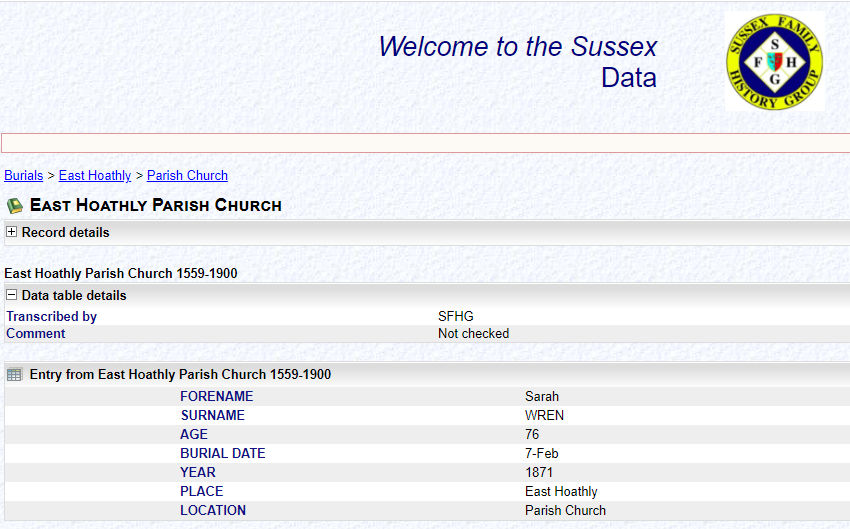 Welcome to the Sussex
Data
SUSSEX FAMILY
HISTORY GROUP
S
F H
G
Burials > East Hoathly > Parish Church
EAST HOATHLY PARISH CHURCH
Record details
East Hoathly Parish Church 1559-1900
Data table details
Transcribed by SFHG
Comment Not checked
Entry from East Hoathly Parish Church 1559-1900
FORENAME Sarah
SURNAME WREN
AGE 76
BURIAL DATE 7-Feb
YEAR 1871
PLACE East Hoathly
LOCATION Parish Church